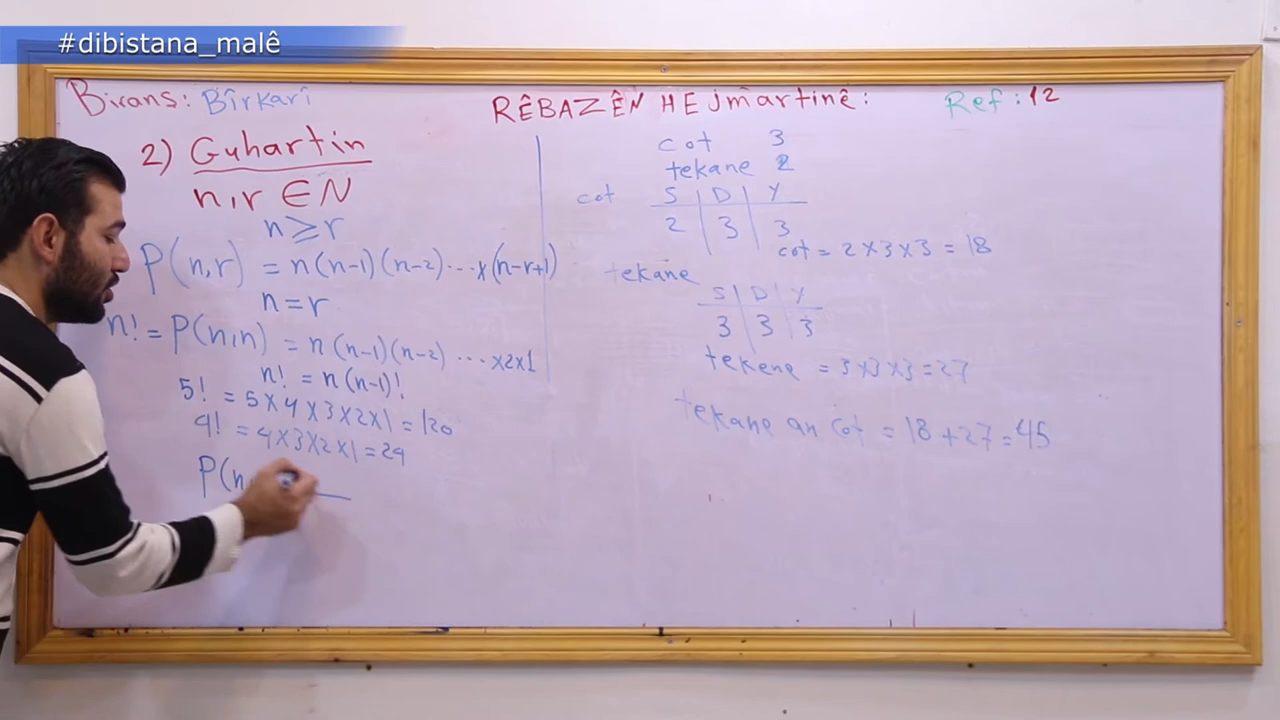 #dibistana_malê
Birans: Bîrkarî
RÊBAZÊN HEJmartinê:
Ref: 12
2) Guhartin
n,r ∈ N
n ≥ r
P(n,r) = n(n-1)(n-2)...x(n-r+1)
n = r
n! = P(n,n) = n(n-1)(n-2)...x2x1
n! = n(n-1)!
5! = 5x4x3x2x1 = 120
4! = 4x3x2x1 = 24
P(n
cot 3
tekane 2
cot S D Y
2 3 3
cot = 2x3x3 = 18
tekane
S D Y
3 3 3
tekene = 3x3x3 = 27
tekane an cot = 18+27 = 45